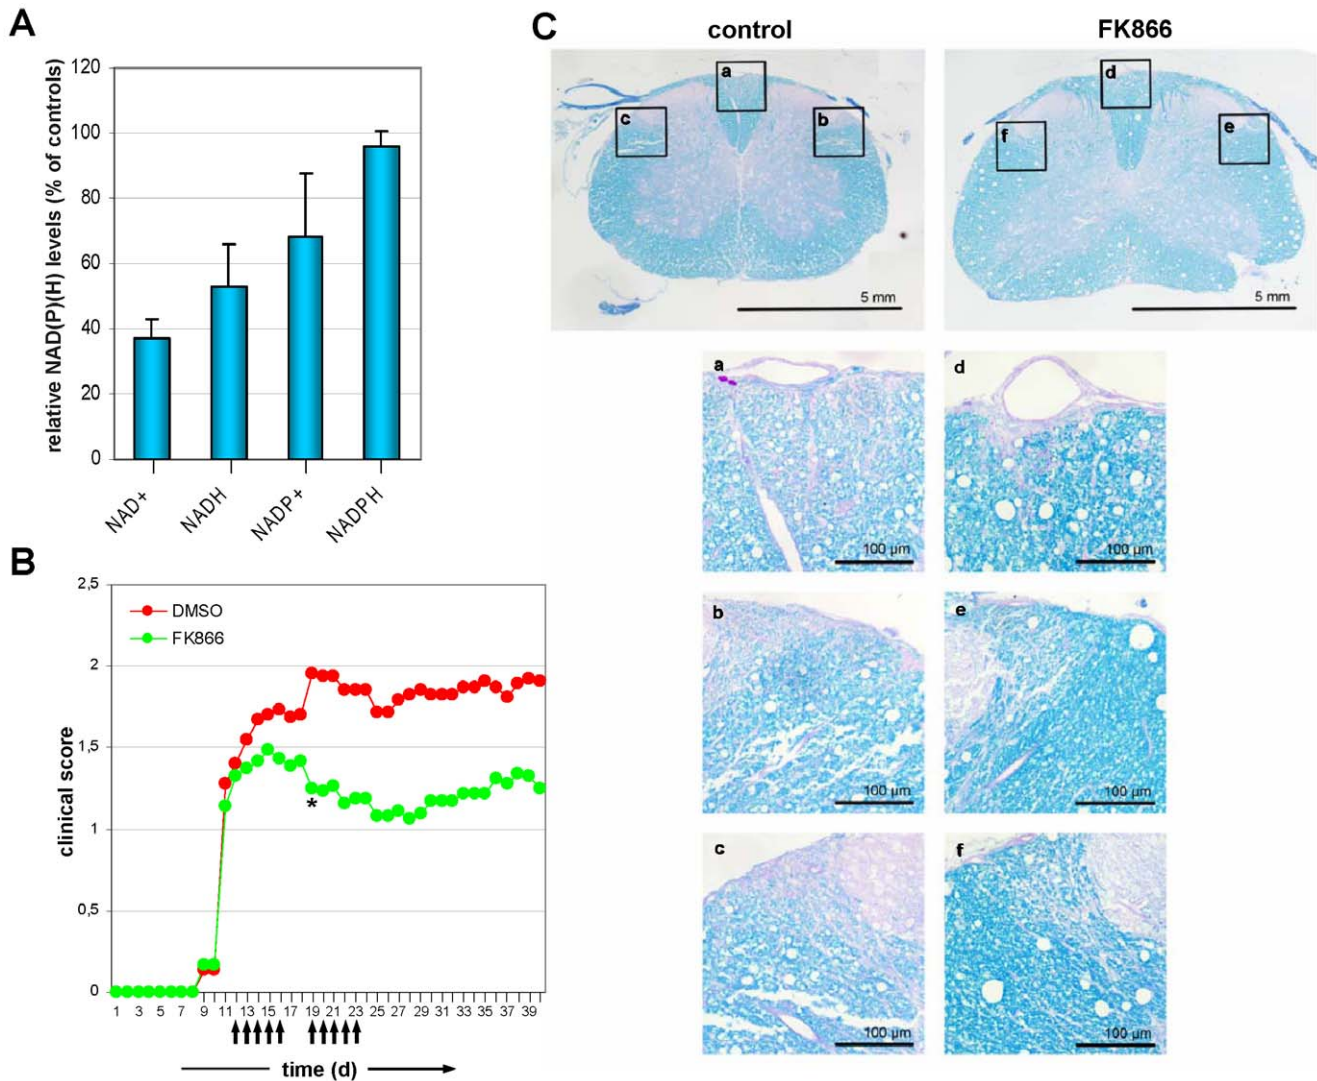 A
relative NAD(P)(H) levels (% of controls)
120
100
80
60
40
20
0
NAD+
NADH
NADP+
NADPH
B
clinical score
2,5
2
1,5
1
0,5
0
DMSO
FK866
*
1 3 5 7 9 11 13 15 17 19 21 23 25 27 29 31 33 35 37 39
time (d)
C
control
FK866
a
c
b
5 mm
d
f
e
5 mm
a
100 µm
d
100 µm
b
100 µm
e
100 µm
c
100 µm
f
100 µm